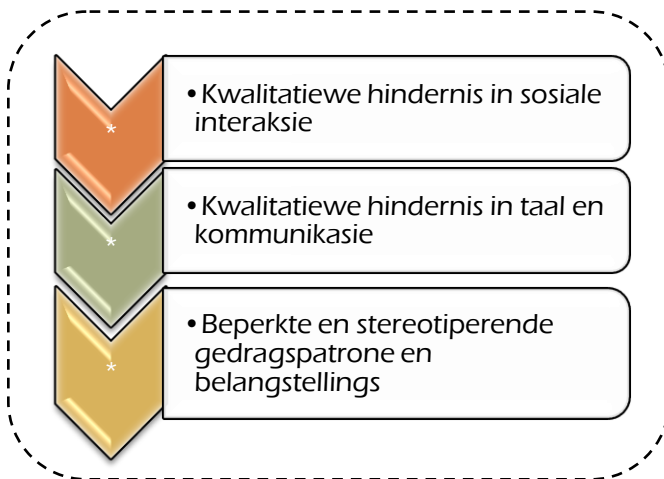 *
•Kwalitatiewe hindernis in sosiale
interaksie
*
•Kwalitatiewe hindernis in taal en
kommunikasie
*
•Beperkte en stereotiperende
gedragspatrone en
belangstellings